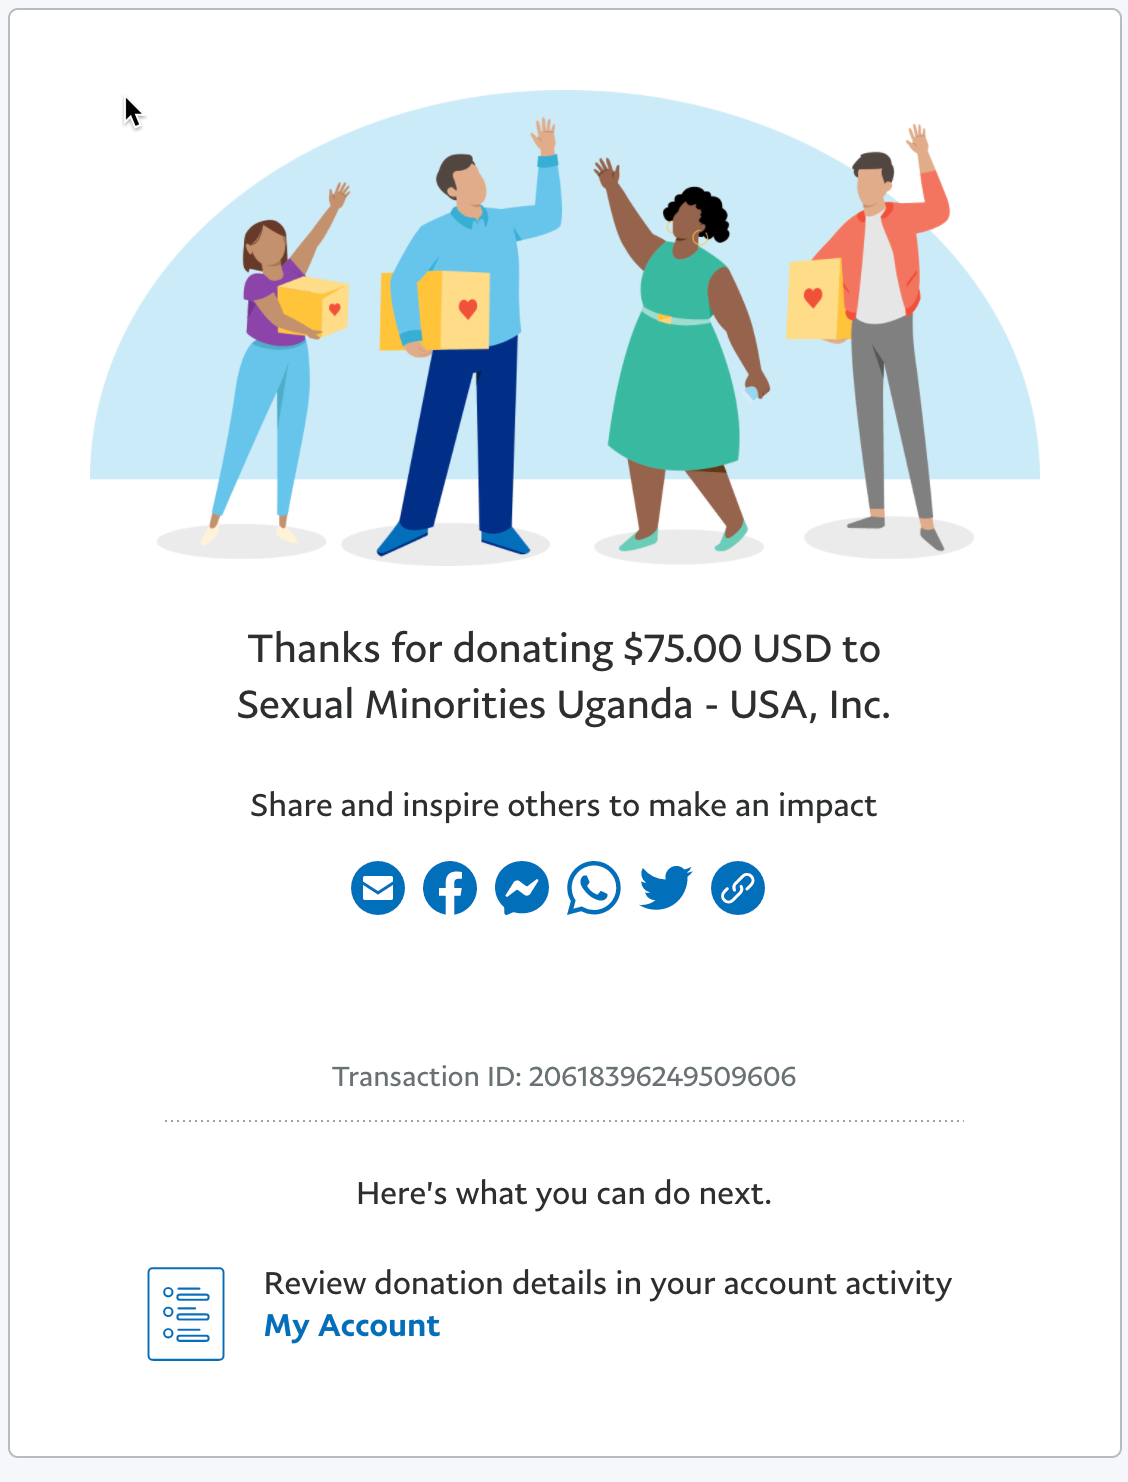 Thanks for donating $75.00 USD to
Sexual Minorities Uganda - USA, Inc.
Share and inspire others to make an impact
Transaction ID: 20618396249509606
Here's what you can do next.
Review donation details in your account activity
My Account